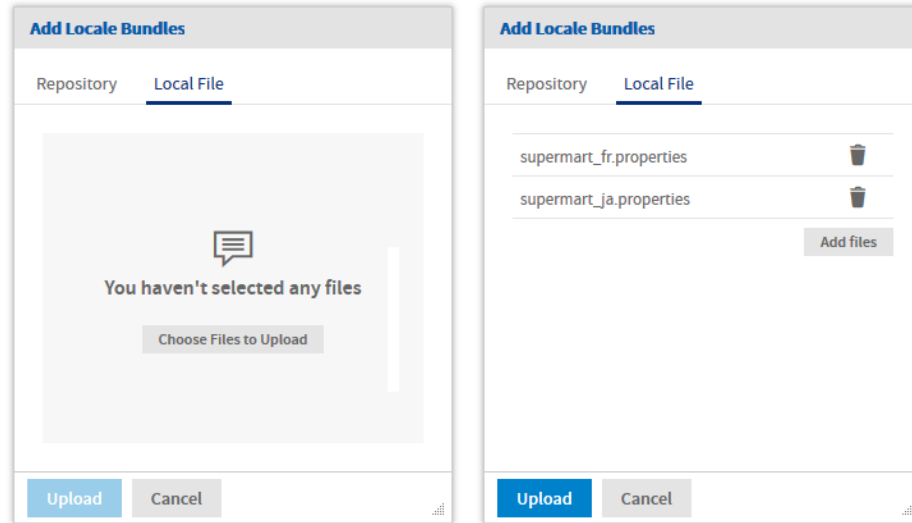 Add Locale Bundles
Repository Local File
You haven't selected any files
Choose Files to Upload
Upload Cancel
Add Locale Bundles
Repository Local File
supermart_fr.properties
supermart_ja.properties
Add files
Upload Cancel